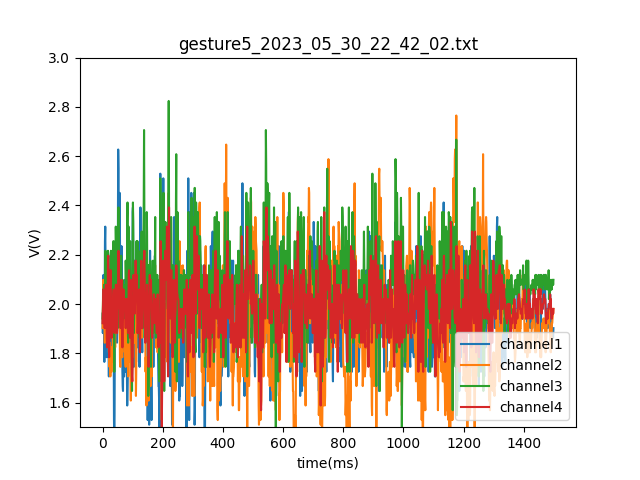 gesture5_2023_05_30_22_42_02.txt
3.0
2.8
2.6
2.4
2.2
2.0
1.8
1.6
V(V)
channel1
channel2
channel3
channel4
0 200 400 600 800 1000 1200 1400
time(ms)